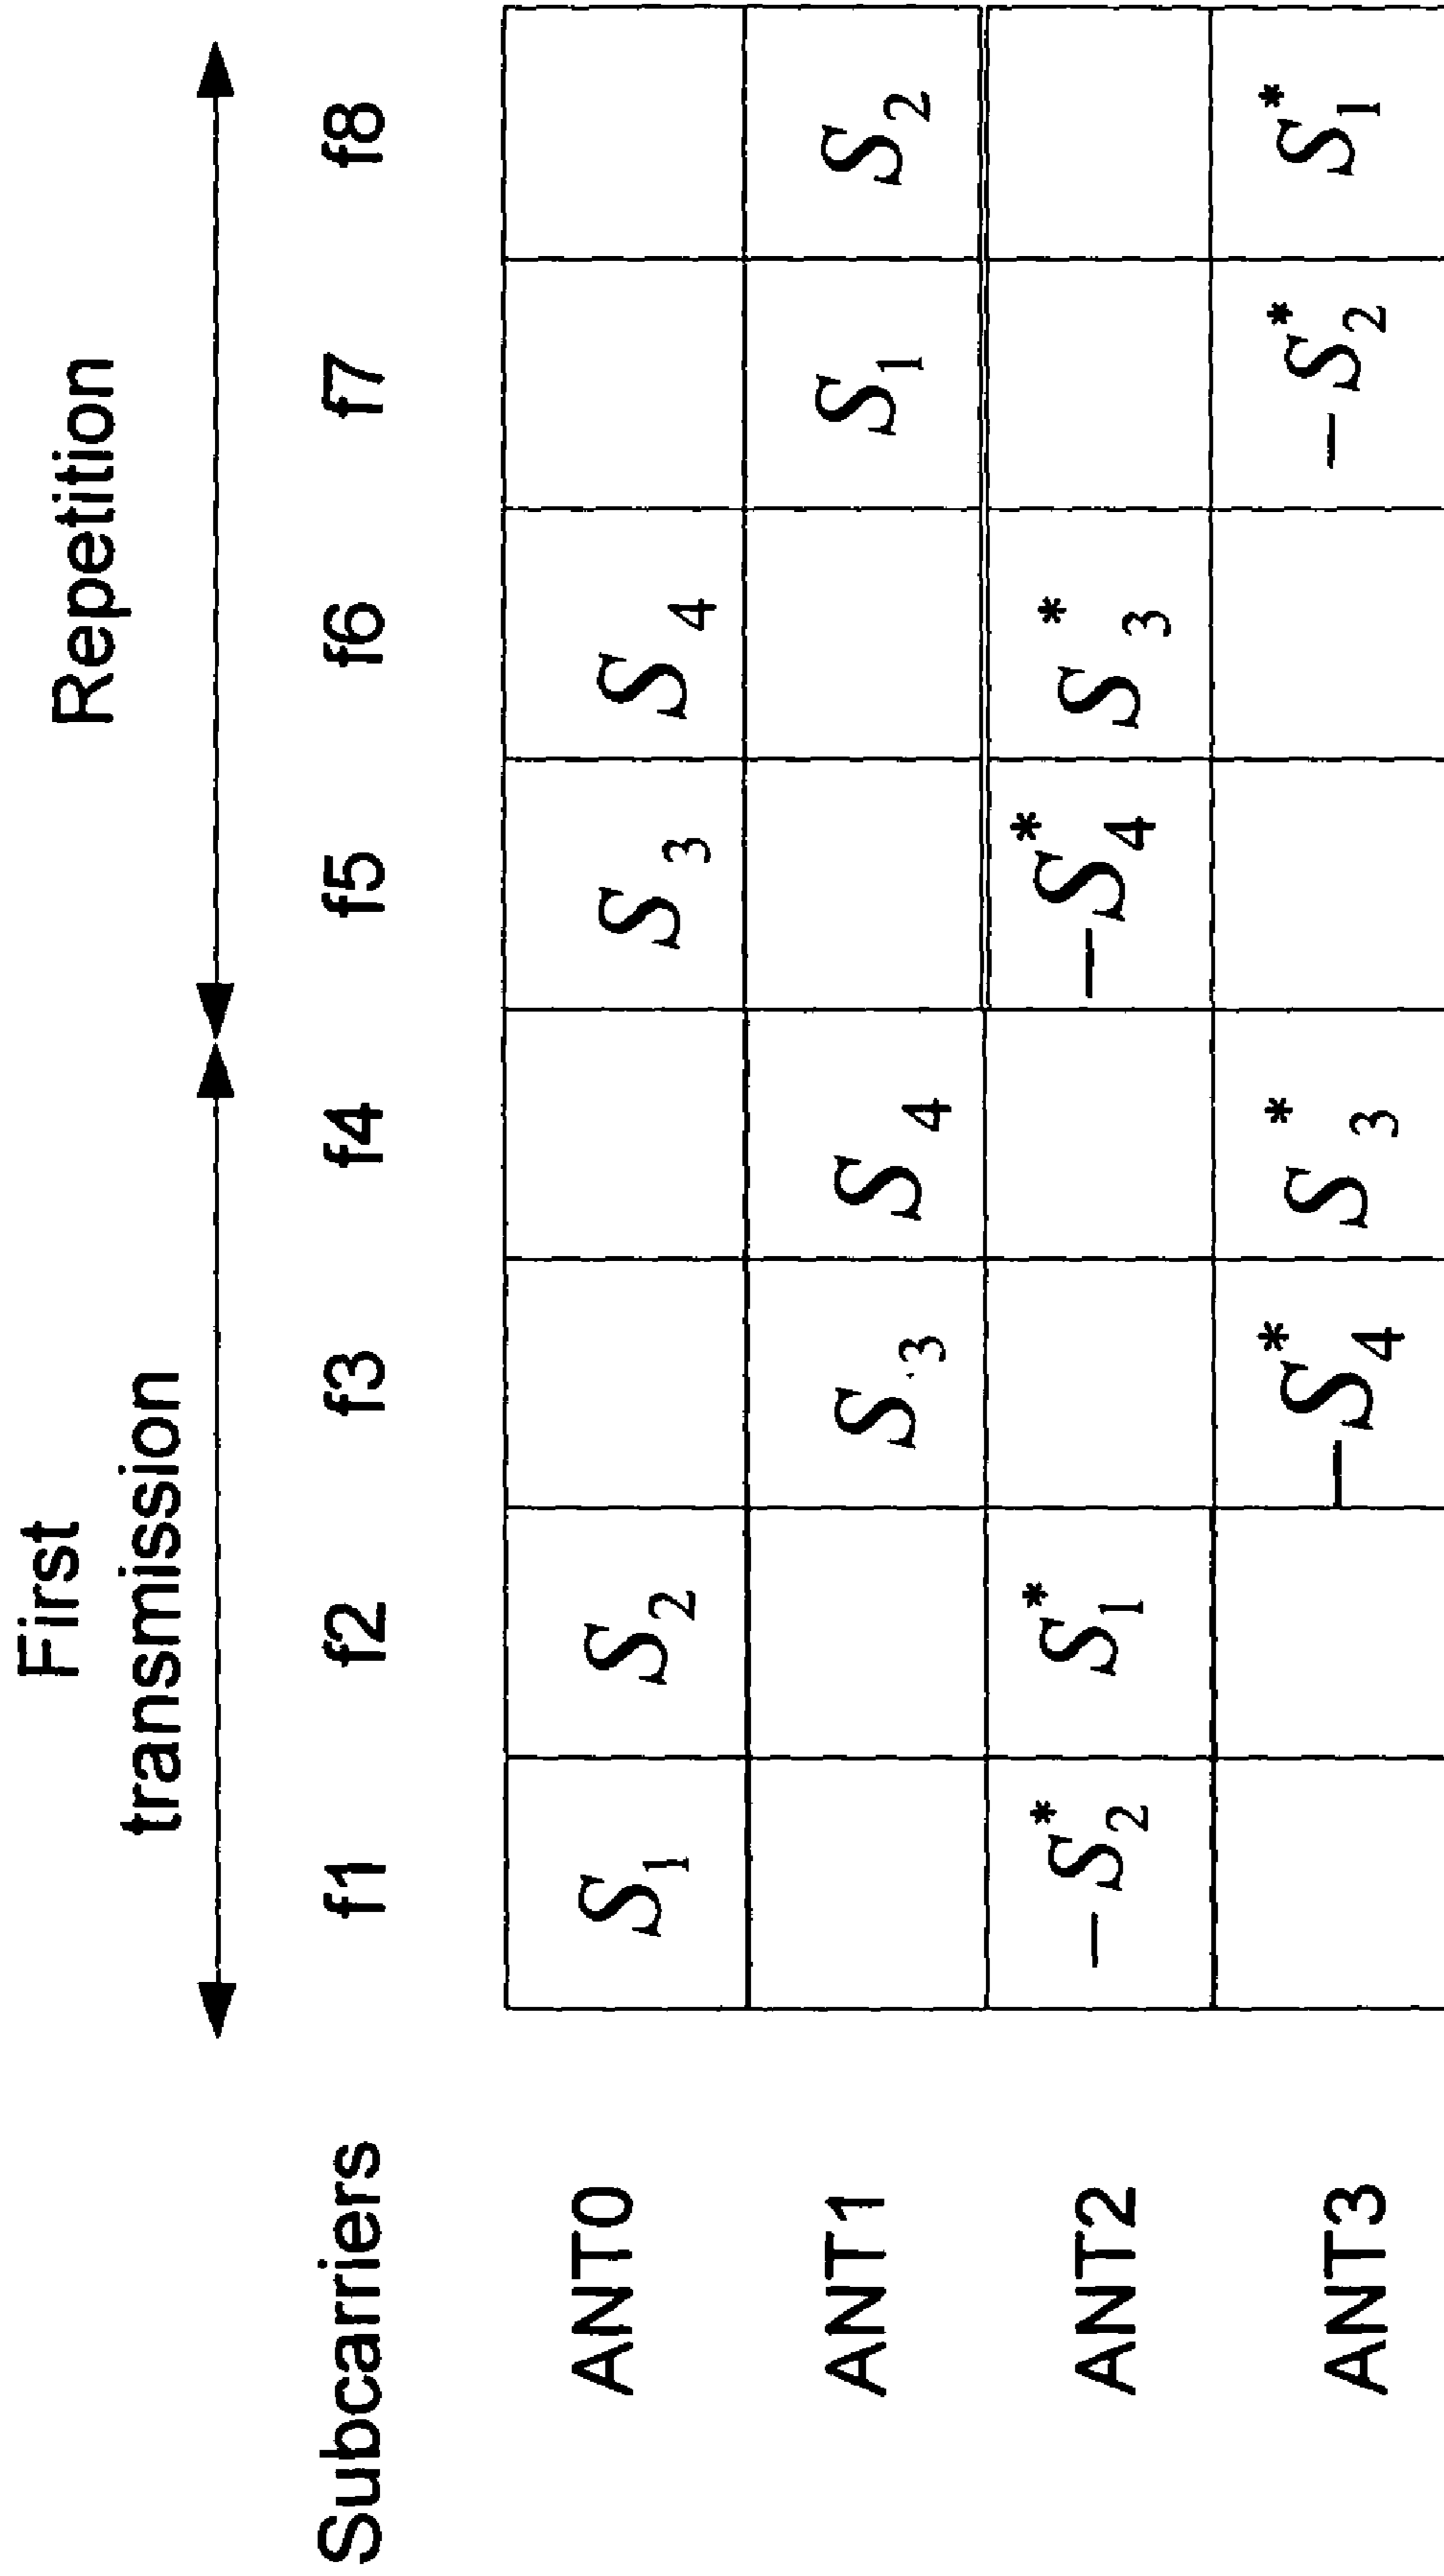 First
transmission
Repetition
Subcarriers f1 f2 f3 f4 f5 f6 f7 f8
ANT0 S₁ S₂ S₃ S₄
ANT1 S₃ S₄ S₁ S₂
ANT2 −S₂* S₁* −S₄* S₃*
ANT3 −S₄* S₃* −S₂* S₁*